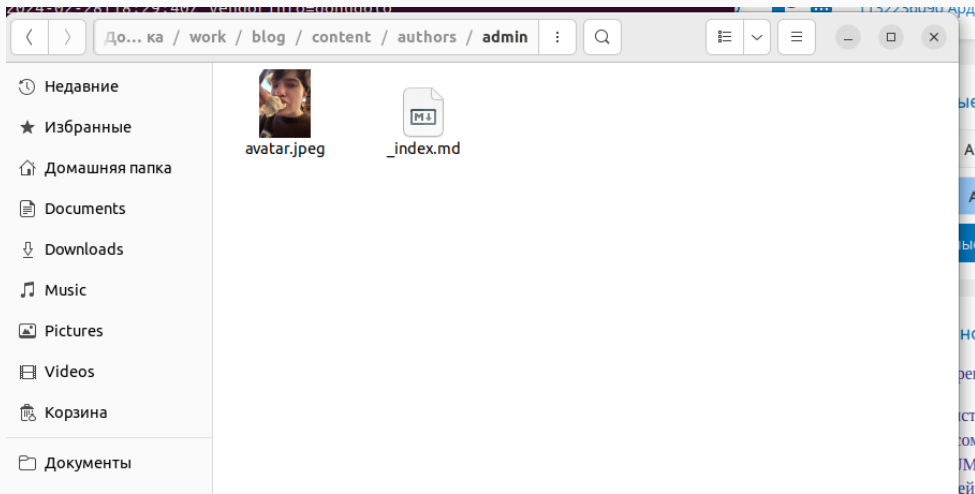 До... ка / work / blog / content / authors / admin
Недавние
Избранные
Домашняя папка
Documents
Downloads
Music
Pictures
Videos
Корзина
Документы
avatar.jpeg
_index.md